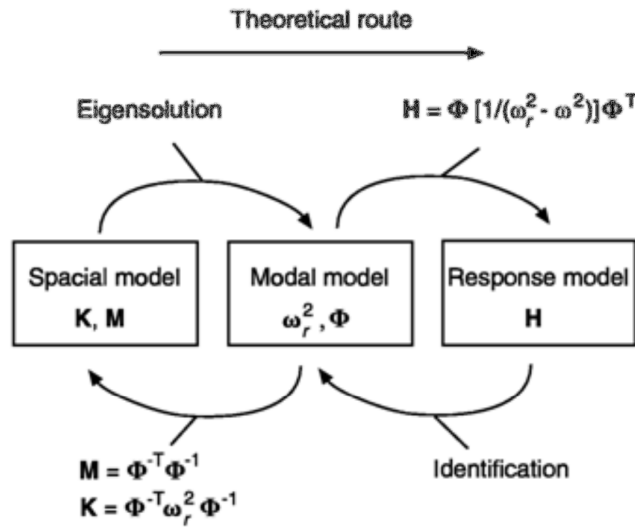 Theoretical route
Eigensolution
H = Φ [1/(ω_r^2 - ω^2)]Φ^T
Spacial model
K, M
Modal model
ω_r^2, Φ
Response model
H
M = Φ^-T Φ^-1
K = Φ^-T ω_r^2 Φ^-1
Identification